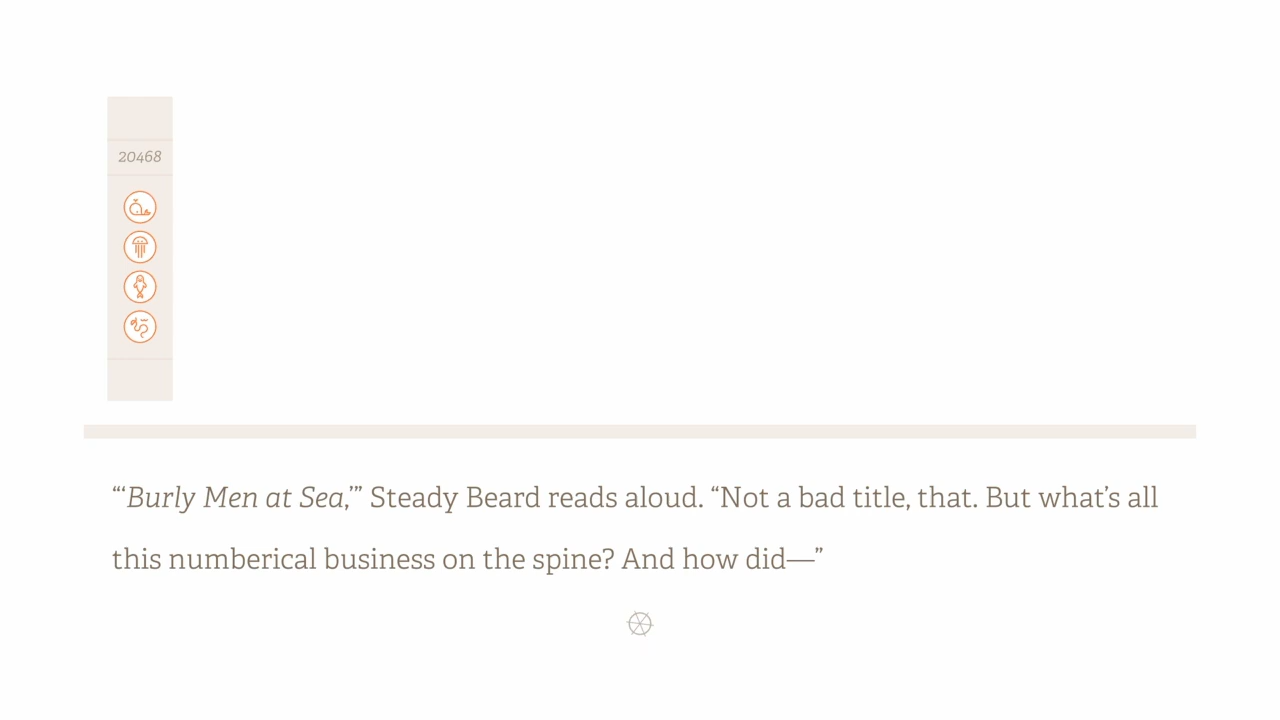 20468
“‘Burly Men at Sea,’” Steady Beard reads aloud. “Not a bad title, that. But what’s all
this numberical business on the spine? And how did—”